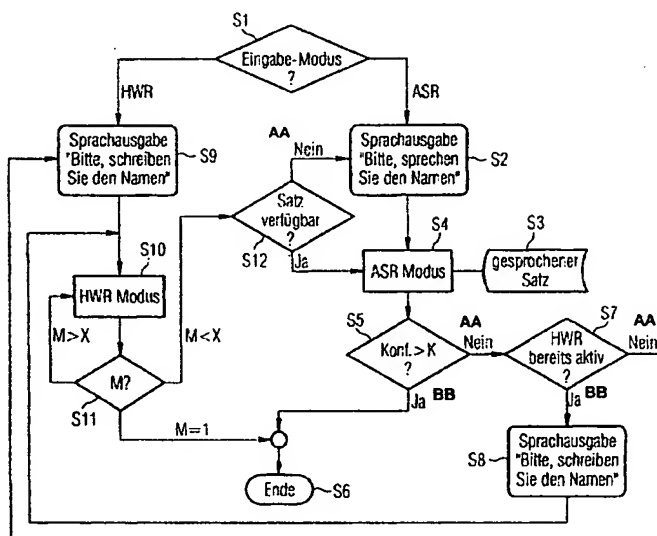 S1
Eingabe-Modus
?
HWR
ASR
Sprachausgabe
"Bitte, schreiben
Sie den Namen"
S9
AA
Nein
Sprachausgabe
"Bitte, sprechen
Sie den Namen"
S2
Satz
verfügbar
?
S12
Ja
S10
HWR Modus
S4
ASR Modus
S3
gesprochener
Satz
M>X
M<X
M?
S11
S5
Konf.>K
?
AA
Nein
S7
HWR
bereits aktiv
?
AA
Nein
Ja
BB
Ja
BB
M=1
Ende
S6
S8
Sprachausgabe
"Bitte, schreiben
Sie den Namen"